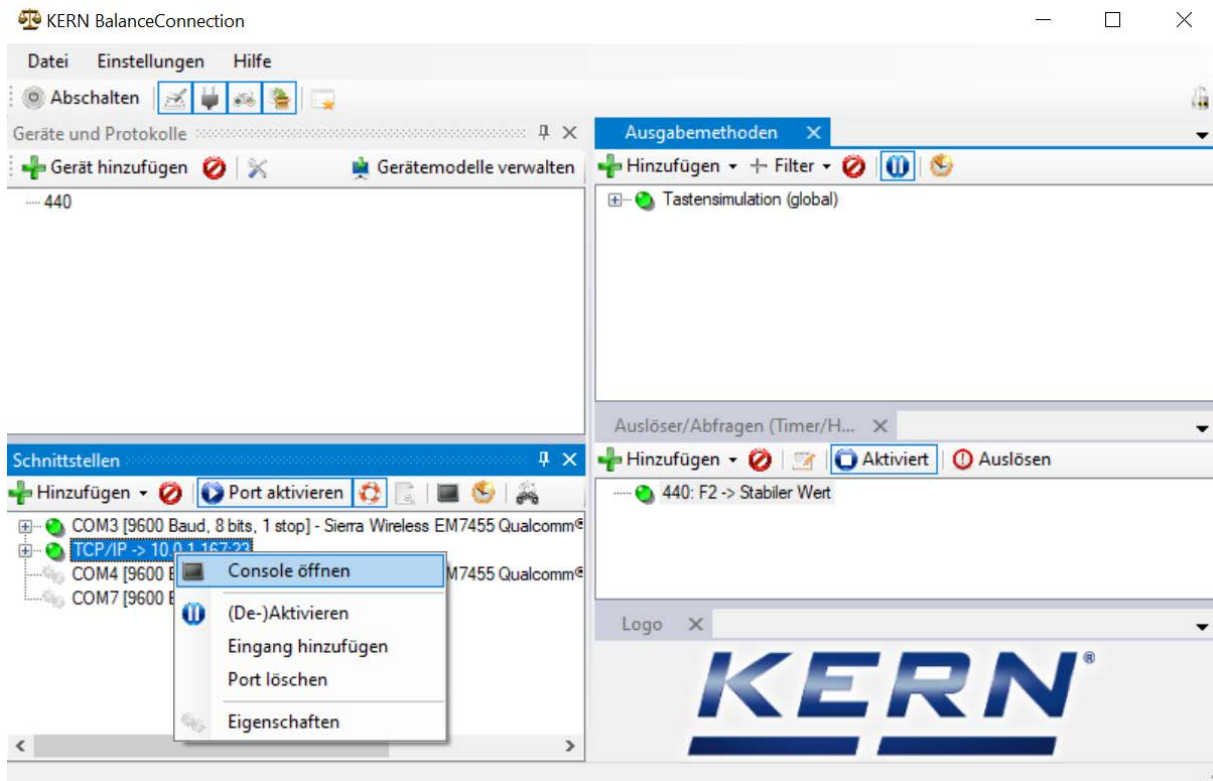 KERN BalanceConnection
Datei Einstellungen Hilfe
Abschalten
Geräte und Protokolle
Gerät hinzufügen Gerätemodelle verwalten
440
Ausgabemethoden
Hinzufügen Filter
Tastensimulation (global)
Auslöser/Abfragen (Timer/H...
Hinzufügen Aktiviert Auslösen
440: F2 -> Stabiler Wert
Schnittstellen
Hinzufügen Port aktivieren
COM3 [9600 Baud, 8 bits, 1 stop] - Sierra Wireless EM7455 Qualcomm®
TCP/IP -> 10.0.1.167:23
COM4 [9600 M7455 Qualcomm®
COM7 [9600
Console öffnen
(De-)Aktivieren
Eingang hinzufügen
Port löschen
Eigenschaften
Logo
KERN®